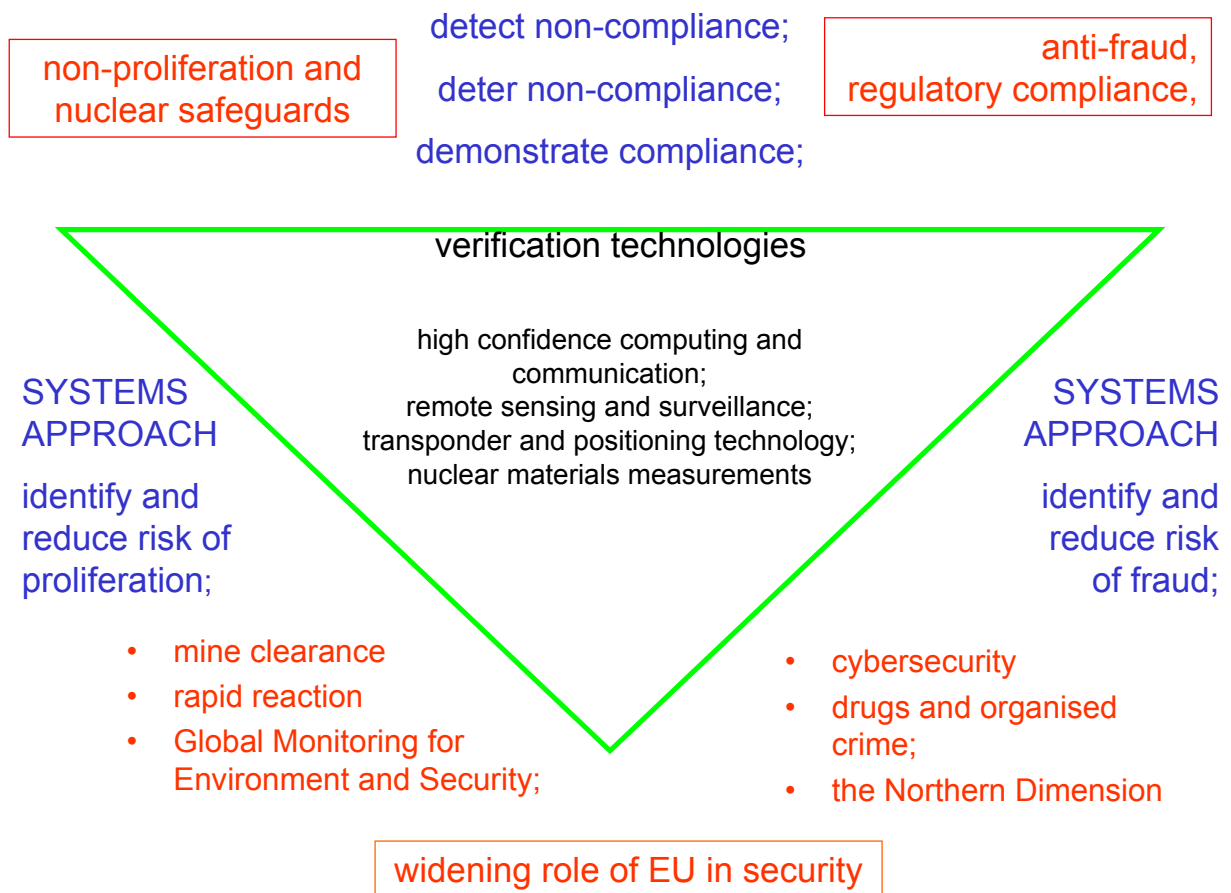 non-proliferation and
nuclear safeguards
detect non-compliance;
deter non-compliance;
demonstrate compliance;
anti-fraud,
regulatory compliance,
verification technologies
high confidence computing and
communication;
remote sensing and surveillance;
transponder and positioning technology;
nuclear materials measurements
SYSTEMS
APPROACH
identify and
reduce risk of
proliferation;
SYSTEMS
APPROACH
identify and
reduce risk
of fraud;
• mine clearance
• rapid reaction
• Global Monitoring for
Environment and Security;
• cybersecurity
• drugs and organised
crime;
• the Northern Dimension
widening role of EU in security